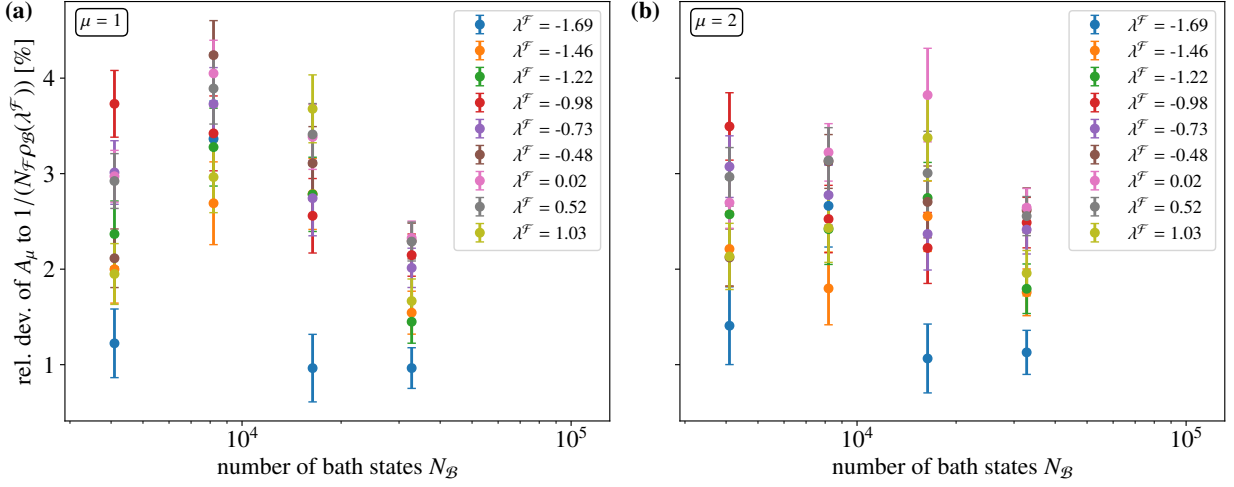 (a)
μ = 1
rel. dev. of A_μ to 1/(N_ℱ ρ_ℬ(λ^ℱ)) [%]
4
3
2
1
λ^ℱ = -1.69
λ^ℱ = -1.46
λ^ℱ = -1.22
λ^ℱ = -0.98
λ^ℱ = -0.73
λ^ℱ = -0.48
λ^ℱ = 0.02
λ^ℱ = 0.52
λ^ℱ = 1.03
10^4
10^5
number of bath states N_ℬ
(b)
μ = 2
λ^ℱ = -1.69
λ^ℱ = -1.46
λ^ℱ = -1.22
λ^ℱ = -0.98
λ^ℱ = -0.73
λ^ℱ = -0.48
λ^ℱ = 0.02
λ^ℱ = 0.52
λ^ℱ = 1.03
10^4
10^5
number of bath states N_ℬ